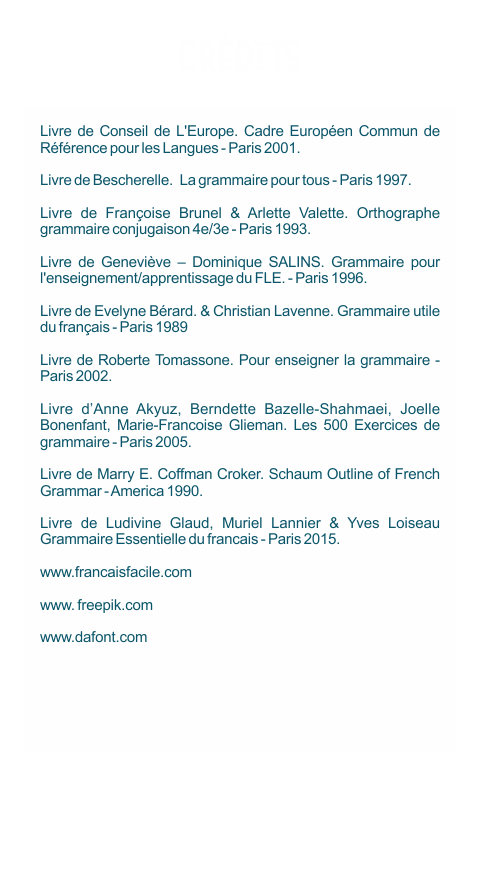 Livre de Conseil de L'Europe. Cadre Européen Commun de
Référence pour les Langues - Paris 2001.
Livre de Bescherelle. La grammaire pour tous - Paris 1997.
Livre de Françoise Brunel & Arlette Valette. Orthographe
grammaire conjugaison 4e/3e - Paris 1993.
Livre de Geneviève – Dominique SALINS. Grammaire pour
l'enseignement/apprentissage du FLE. - Paris 1996.
Livre de Evelyne Bérard. & Christian Lavenne. Grammaire utile
du français - Paris 1989
Livre de Roberte Tomassone. Pour enseigner la grammaire -
Paris 2002.
Livre d’Anne Akyuz, Berndette Bazelle-Shahmaei, Joelle
Bonenfant, Marie-Francoise Glieman. Les 500 Exercices de
grammaire - Paris 2005.
Livre de Marry E. Coffman Croker. Schaum Outline of French
Grammar - America 1990.
Livre de Ludivine Glaud, Muriel Lannier & Yves Loiseau
Grammaire Essentielle du francais - Paris 2015.
www.francaisfacile.com
www. freepik.com
www.dafont.com